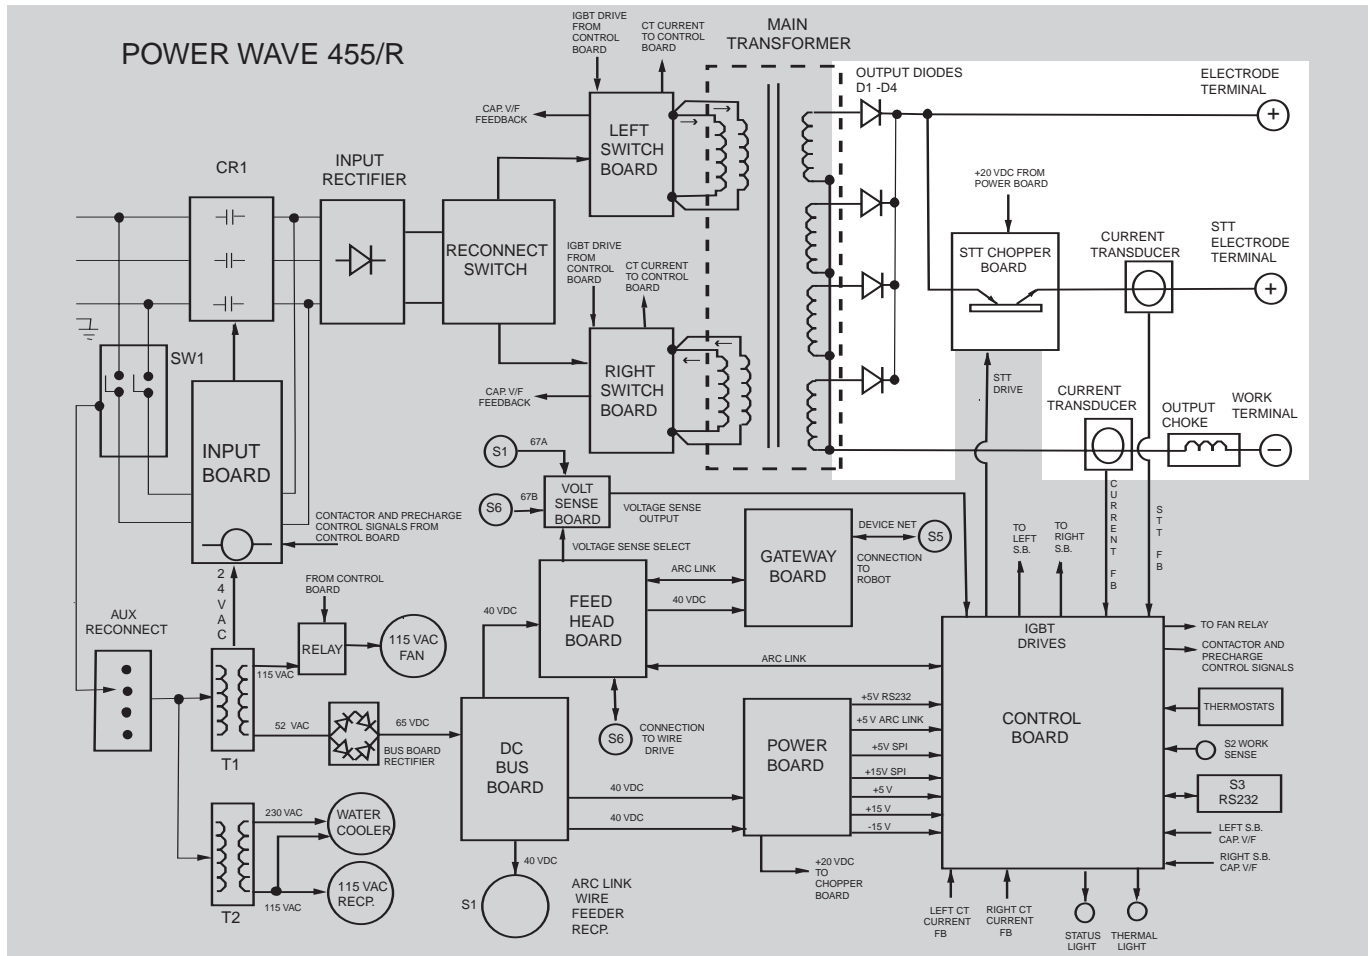 POWER WAVE 455/R
IGBT DRIVE
FROM
CONTROL
BOARD
CT CURRENT
TO CONTROL
BOARD
MAIN
TRANSFORMER
OUTPUT DIODES
D1 -D4
ELECTRODE
TERMINAL
+
CAP. V/F
FEEDBACK
LEFT
SWITCH
BOARD
CR1
INPUT
RECTIFIER
+20 VDC FROM
POWER BOARD
RECONNECT
SWITCH
IGBT DRIVE
FROM
CONTROL
BOARD
CT CURRENT
TO CONTROL
BOARD
STT CHOPPER
BOARD
CURRENT
TRANSDUCER
STT
ELECTRODE
TERMINAL
+
SW1
RIGHT
SWITCH
BOARD
CAP. V/F
FEEDBACK
STT
DRIVE
CURRENT
TRANSDUCER
OUTPUT
CHOKE
WORK
TERMINAL
-
INPUT
BOARD
S1
67A
S6
67B
VOLT
SENSE
BOARD
VOLTAGE SENSE
OUTPUT
CONTACTOR AND PRECHARGE
CONTROL SIGNALS FROM
CONTROL BOARD
VOLTAGE SENSE SELECT
GATEWAY
BOARD
DEVICE NET
S5
CONNECTION
TO
ROBOT
TO
LEFT
S.B.
TO
RIGHT
S.B.
CURRENT FB
STT FB
24VAC
FROM CONTROL
BOARD
AUX
RECONNECT
RELAY
115 VAC
FAN
115 VAC
40 VDC
FEED
HEAD
BOARD
ARC LINK
40 VDC
ARC LINK
IGBT
DRIVES
TO FAN RELAY
CONTACTOR AND
PRECHARGE
CONTROL SIGNALS
52 VAC
65 VDC
BUS BOARD
RECTIFIER
T1
DC
BUS
BOARD
S6
CONNECTION
TO WIRE
DRIVE
POWER
BOARD
+5V RS232
+5 V ARC LINK
+5V SPI
+15V SPI
+5 V
+15 V
-15 V
CONTROL
BOARD
THERMOSTATS
S2 WORK
SENSE
S3
RS232
LEFT S.B.
CAP. V/F
RIGHT S.B.
CAP. V/F
40 VDC
40 VDC
230 VAC
WATER
COOLER
115 VAC
RECP.
115 VAC
T2
40 VDC
S1
ARC LINK
WIRE
FEEDER
RECP.
+20 VDC
TO
CHOPPER
BOARD
LEFT CT
CURRENT
FB
RIGHT CT
CURRENT
FB
STATUS
LIGHT
THERMAL
LIGHT